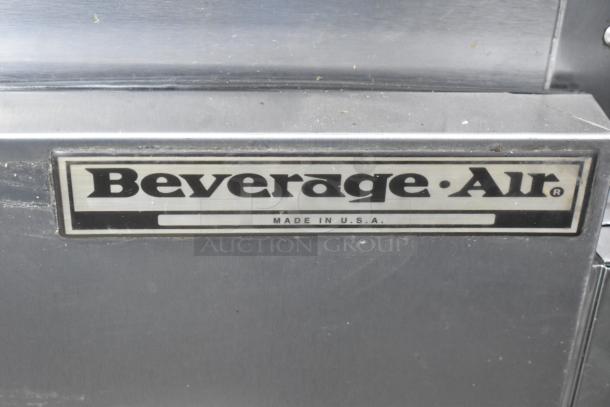 Beverage·Air®
MADE IN U.S.A.
AUCTION GROUP